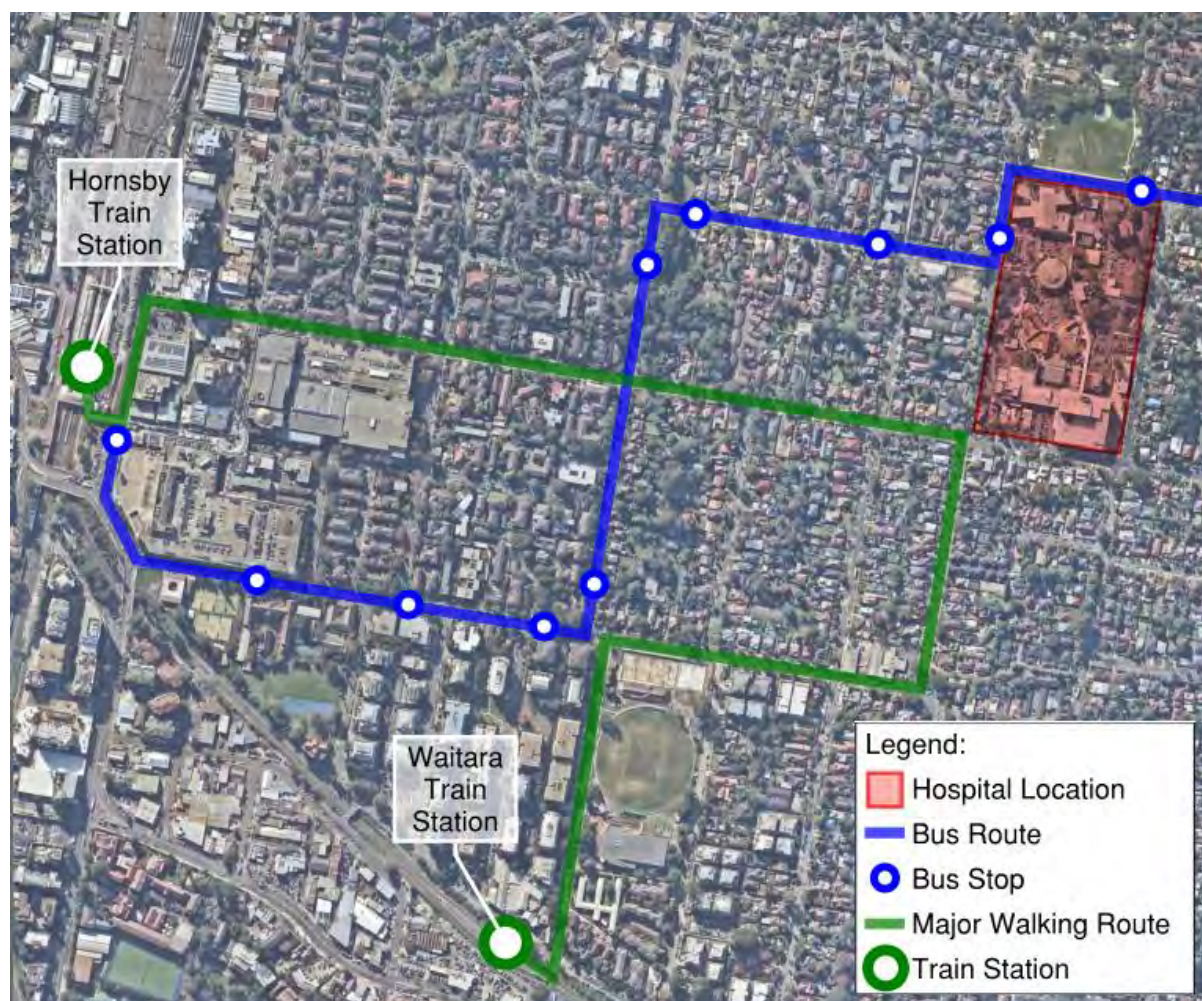 Hornsby
Train
Station
Waitara
Train
Station
Legend:
Hospital Location
Bus Route
Bus Stop
Major Walking Route
Train Station